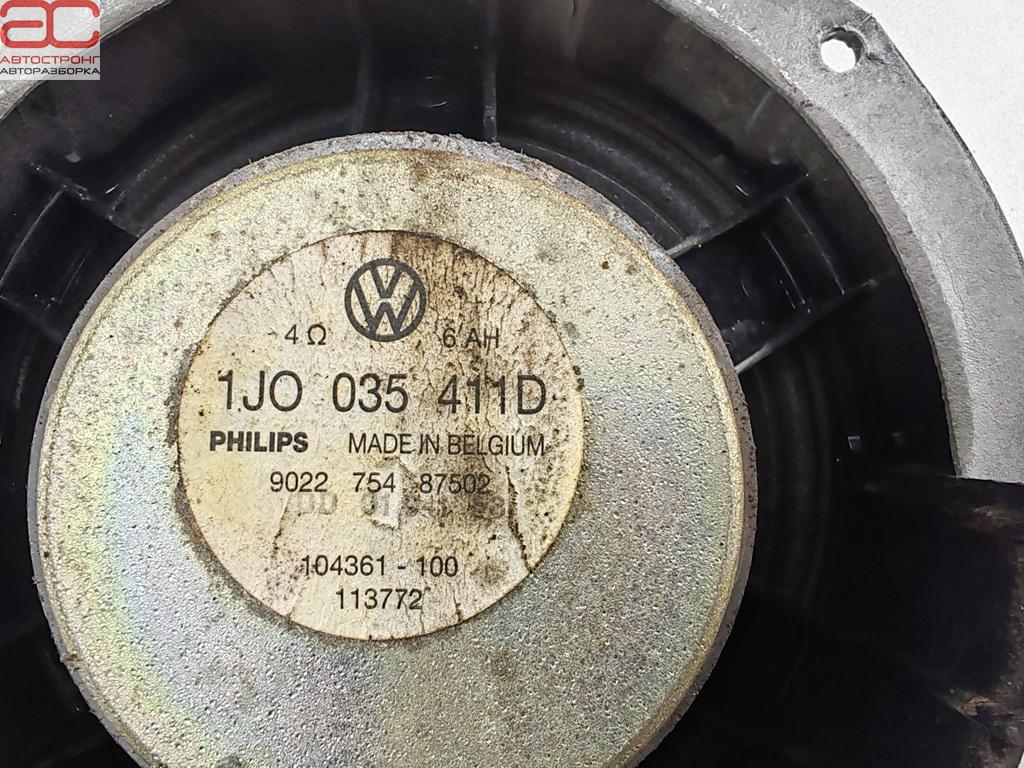 АВТОСТРОНГ
АВТОРАЗБОРКА
4 Ω 6 AH
1JO 035 411D
PHILIPS MADE IN BELGIUM
9022 754 87502
104361 - 100
113772